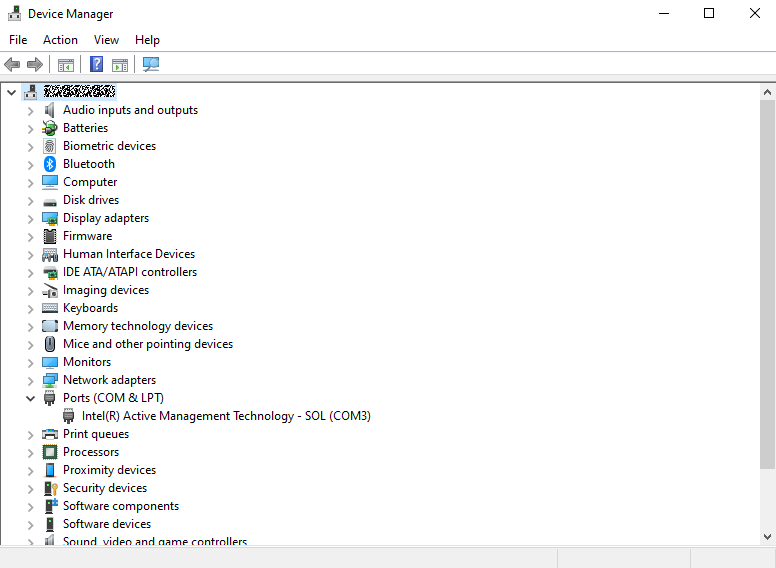 Device Manager
File Action View Help
Audio inputs and outputs
Batteries
Biometric devices
Bluetooth
Computer
Disk drives
Display adapters
Firmware
Human Interface Devices
IDE ATA/ATAPI controllers
Imaging devices
Keyboards
Memory technology devices
Mice and other pointing devices
Monitors
Network adapters
Ports (COM & LPT)
Intel(R) Active Management Technology - SOL (COM3)
Print queues
Processors
Proximity devices
Security devices
Software components
Software devices
Sound, video and game controllers